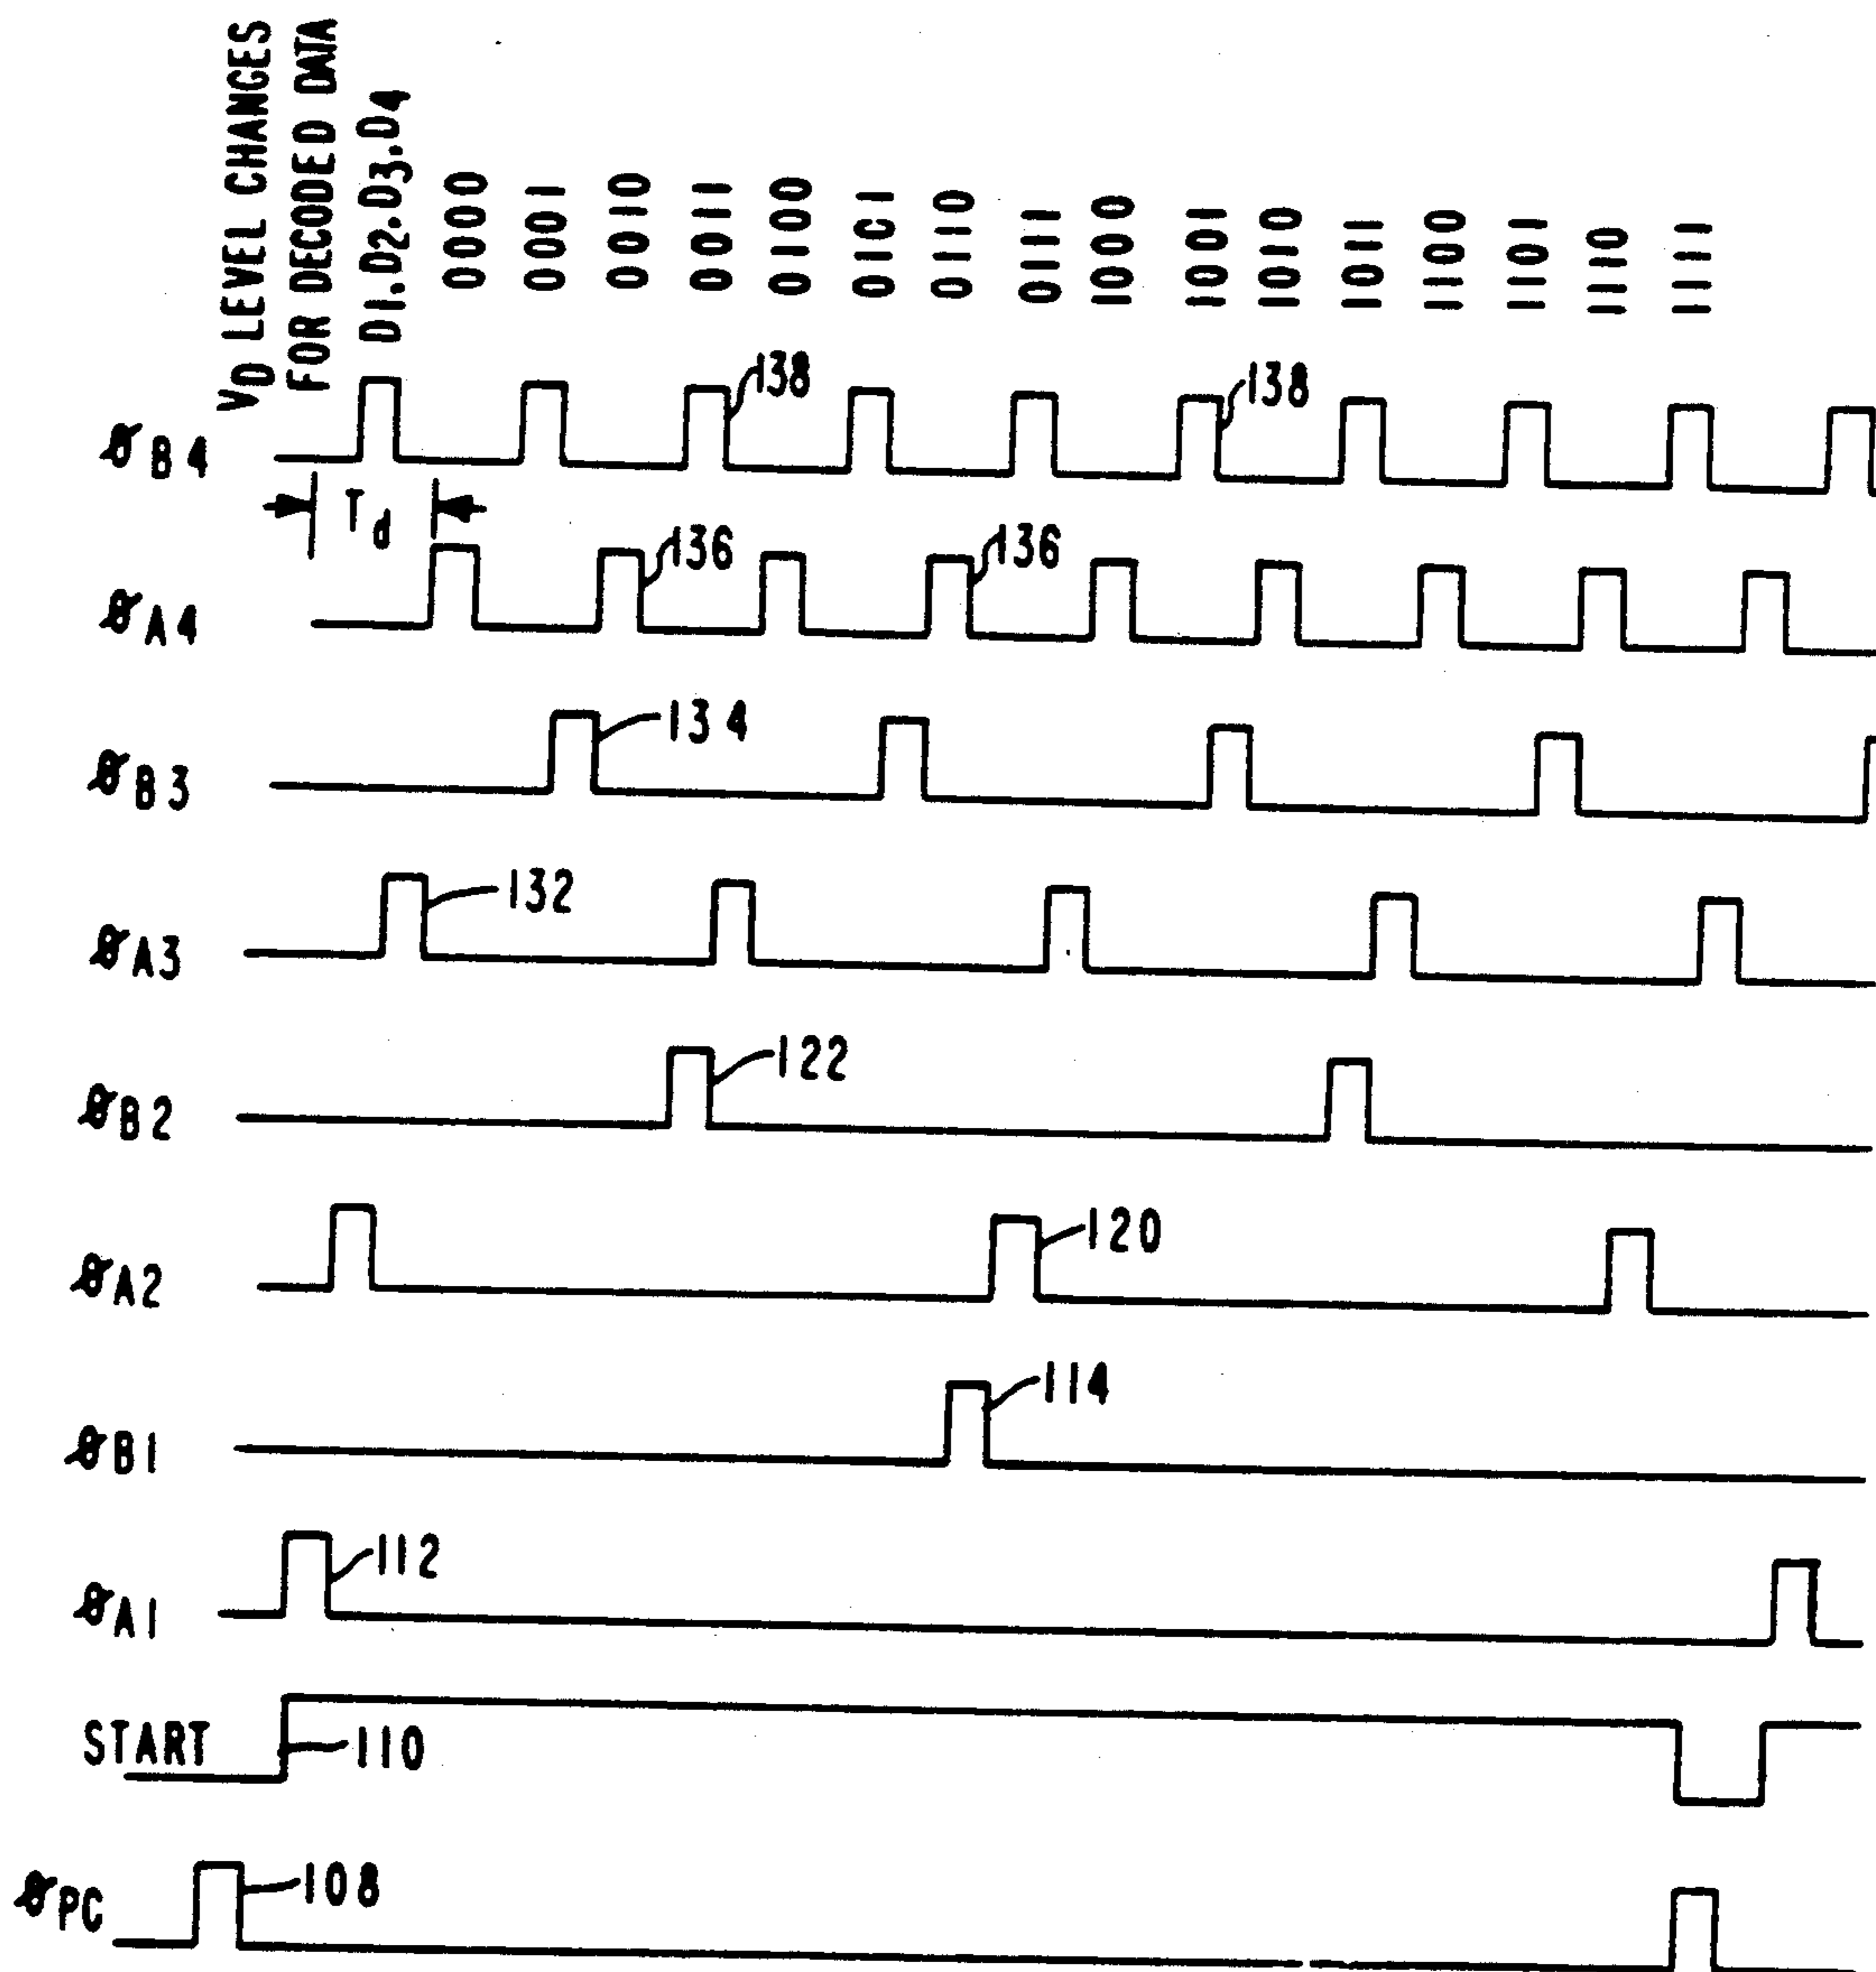 VD LEVEL CHANGES
FOR DECODED DATA
D1.D2.D3.D4
0000
0001
0010
0011
0100
01C1
0110
0111
1000
1001
1010
1011
1100
1101
1110
1111
ØB4
138
138
Td
ØA4
136
136
ØB3
134
ØA3
132
ØB2
122
ØA2
120
ØB1
114
ØA1
112
START
110
ØPC
108